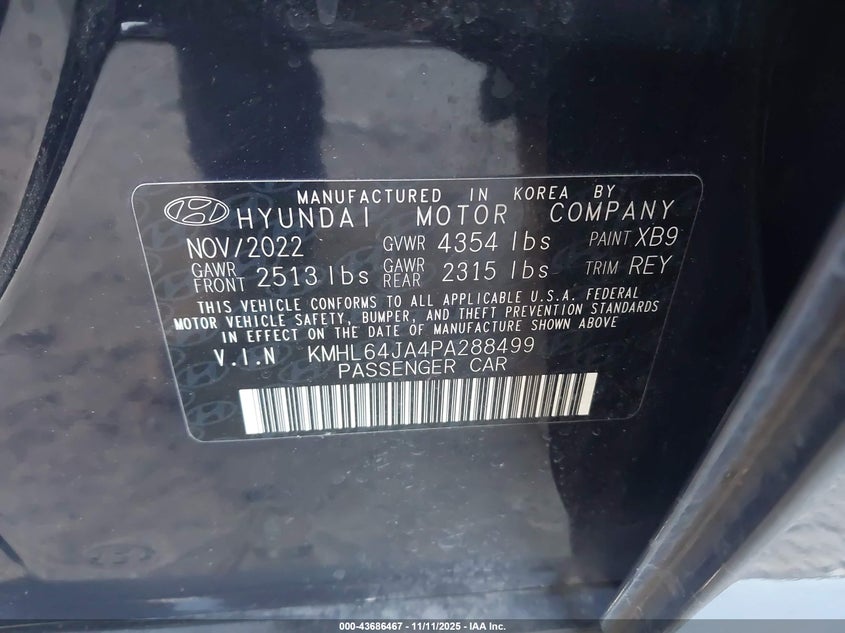 MANUFACTURED IN KOREA BY
HYUNDAI MOTOR COMPANY
NOV/2022 GVWR 4354 lbs PAINT XB9
GAWR FRONT 2513 lbs GAWR REAR 2315 lbs TRIM REY
THIS VEHICLE CONFORMS TO ALL APPLICABLE U.S.A. FEDERAL
MOTOR VEHICLE SAFETY, BUMPER, AND THEFT PREVENTION STANDARDS
IN EFFECT ON THE DATE OF MANUFACTURE SHOWN ABOVE
V.I.N KMHL64JA4PA288499
PASSENGER CAR
000-43686467 - 11/11/2025 - IAA Inc.